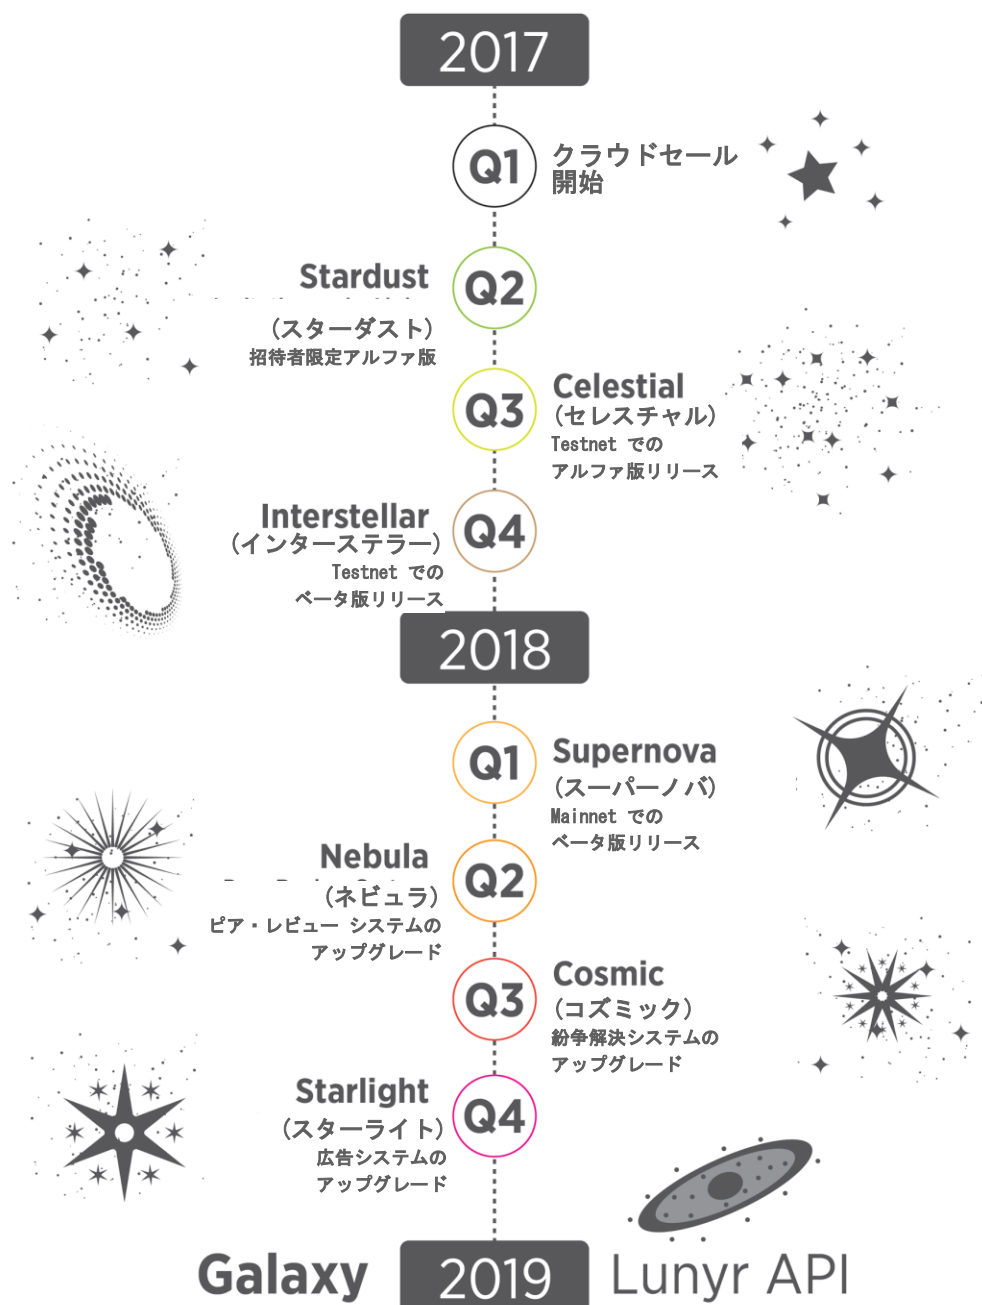 2017
Q1
クラウドセール
開始
Stardust
Q2
(スターダスト)
招待者限定アルファ版
Q3
Celestial
(セレスチャル)
Testnet での
アルファ版リリース
Interstellar
Q4
(インターステラー)
Testnet での
ベータ版リリース
2018
Q1
Supernova
(スーパーノバ)
Mainnet での
ベータ版リリース
Nebula
Q2
(ネビュラ)
ピア・レビュー システムの
アップグレード
Q3
Cosmic
(コズミック)
紛争解決システムの
アップグレード
Starlight
Q4
(スターライト)
広告システムの
アップグレード
Galaxy 2019 Lunyr API